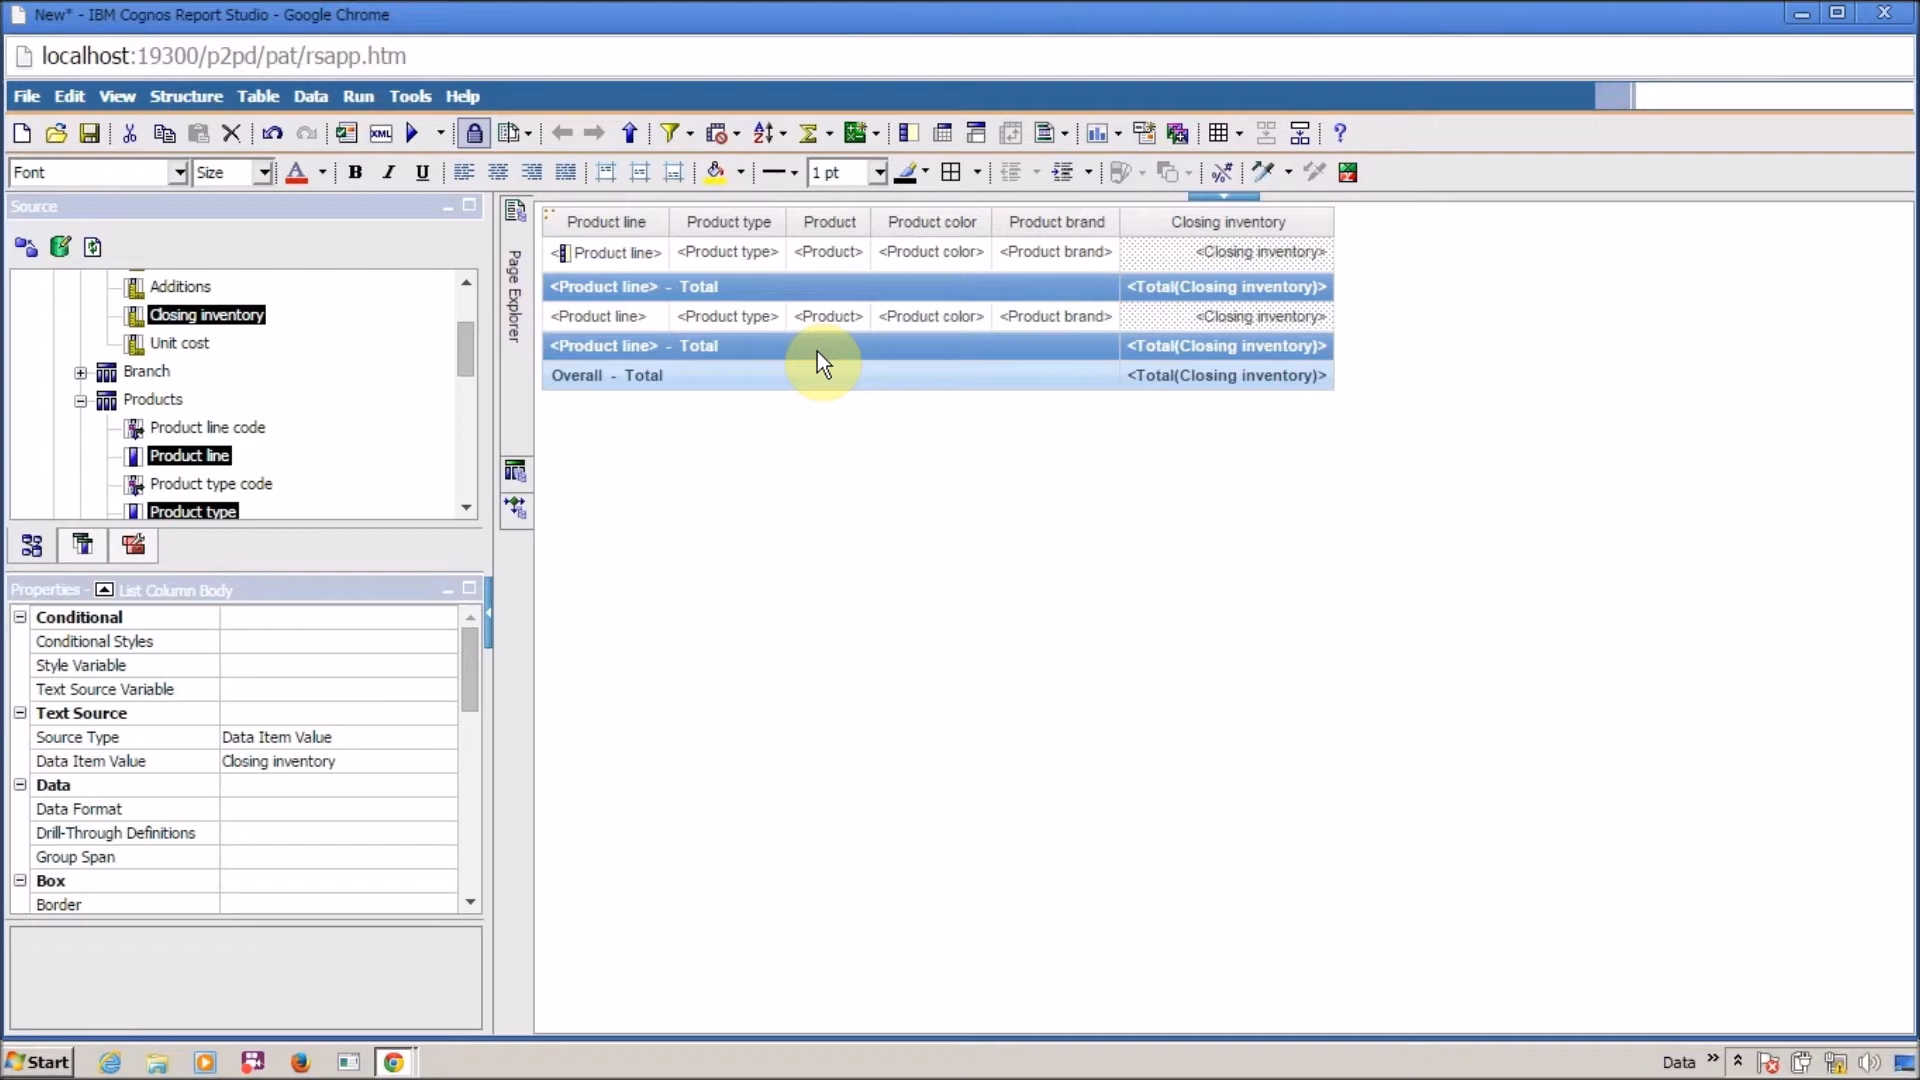 New* - IBM Cognos Report Studio - Google Chrome
localhost:19300/p2pd/pat/rsapp.htm
File Edit View Structure Table Data Run Tools Help
XML
Font Size A B I U 1 pt
Source
Additions
Closing inventory
Unit cost
Branch
Products
Product line code
Product line
Product type code
Product type
Page Explorer
Product line Product type Product Product color Product brand Closing inventory
<Product line> <Product type> <Product> <Product color> <Product brand> <Closing inventory>
<Product line> - Total <Total(Closing inventory)>
<Product line> <Product type> <Product> <Product color> <Product brand> <Closing inventory>
<Product line> - Total <Total(Closing inventory)>
Overall - Total <Total(Closing inventory)>
Properties - List Column Body
Conditional
Conditional Styles
Style Variable
Text Source Variable
Text Source
Source Type Data Item Value
Data Item Value Closing inventory
Data
Data Format
Drill-Through Definitions
Group Span
Box
Border
Start Data »